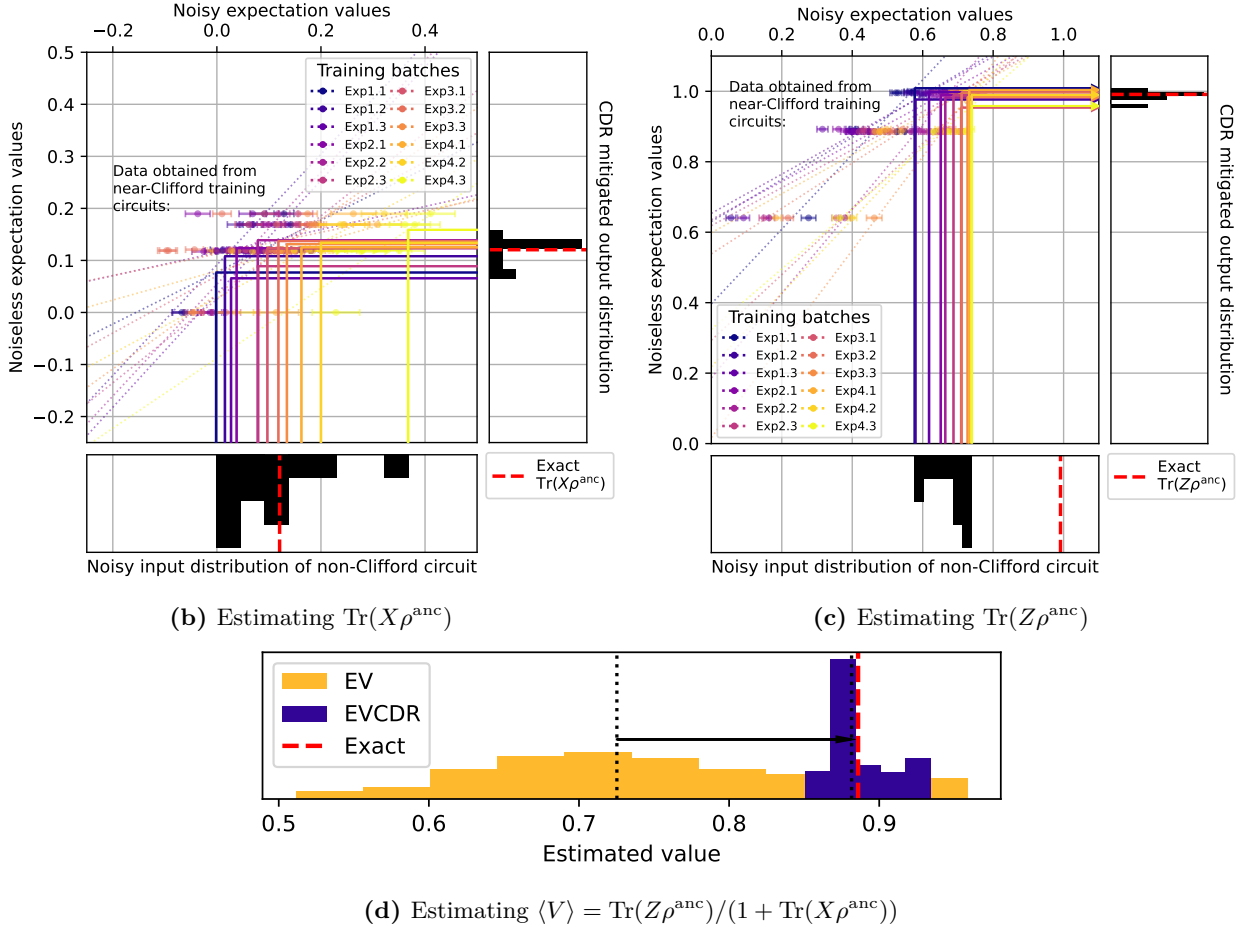 Noisy expectation values
−0.2 0.0 0.2 0.4
0.5
0.4
0.3
0.2
0.1
0.0
−0.1
−0.2
Noiseless expectation values
Training batches
Exp1.1 Exp3.1
Exp1.2 Exp3.2
Exp1.3 Exp3.3
Exp2.1 Exp4.1
Exp2.2 Exp4.2
Exp2.3 Exp4.3
Data obtained from
near-Clifford training
circuits:
CDR mitigated output distribution
Exact
Tr(Xρ^anc)
Noisy input distribution of non-Clifford circuit
(b) Estimating Tr(Xρ^anc)
Noisy expectation values
0.0 0.2 0.4 0.6 0.8 1.0
1.0
0.8
0.6
0.4
0.2
0.0
Noiseless expectation values
Data obtained from
near-Clifford training
circuits:
Training batches
Exp1.1 Exp3.1
Exp1.2 Exp3.2
Exp1.3 Exp3.3
Exp2.1 Exp4.1
Exp2.2 Exp4.2
Exp2.3 Exp4.3
CDR mitigated output distribution
Exact
Tr(Zρ^anc)
Noisy input distribution of non-Clifford circuit
(c) Estimating Tr(Zρ^anc)
EV
EVCDR
Exact
0.5 0.6 0.7 0.8 0.9
Estimated value
(d) Estimating ⟨V⟩ = Tr(Zρ^anc)/(1 + Tr(Xρ^anc))